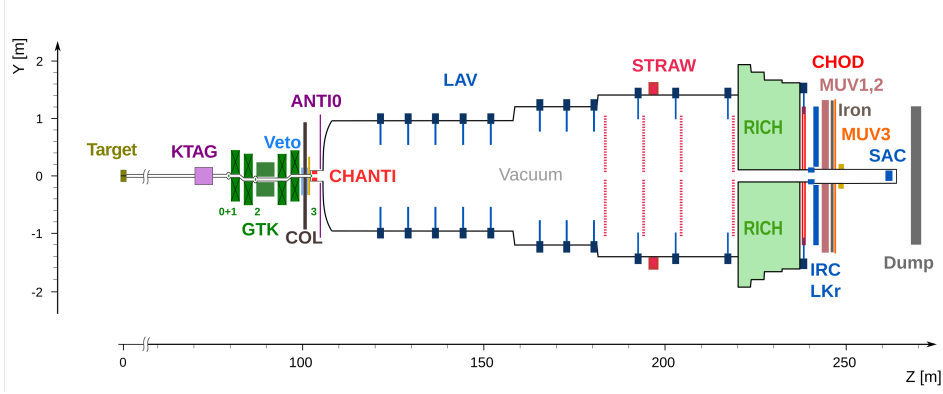 Y [m]
2
1
0
-1
-2
Target
KTAG
0+1
2
GTK
Veto
ANTI0
COL
3
CHANTI
LAV
Vacuum
STRAW
RICH
RICH
CHOD
MUV1,2
Iron
MUV3
SAC
IRC
LKr
Dump
0
100
150
200
250
Z [m]